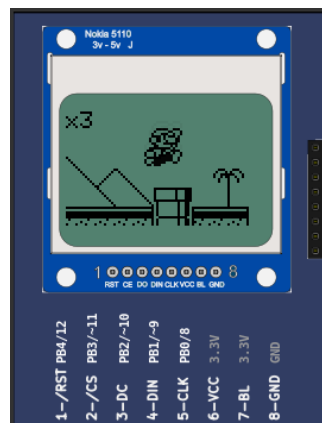 Nokia 5110
3v - 5v J
x3
1 8
RST CE DO DIN CLK VCC BL GND
1-/RST PB4/12
2-/CS PB3/~11
3-DC PB2/~10
4-DIN PB1/~9
5-CLK PB0/8
6-VCC 3.3V
7-BL 3.3V
8-GND GND